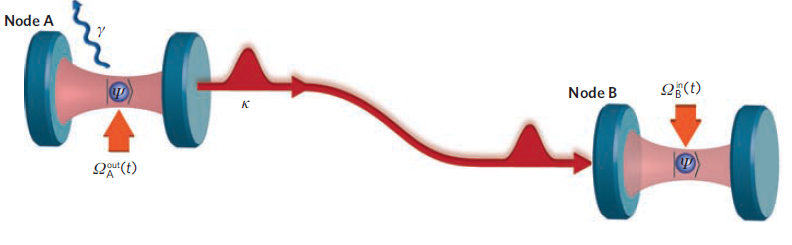 Node A
γ
|Ψ⟩
κ
Ω_A^out(t)
Node B
Ω_B^in(t)
|Ψ⟩